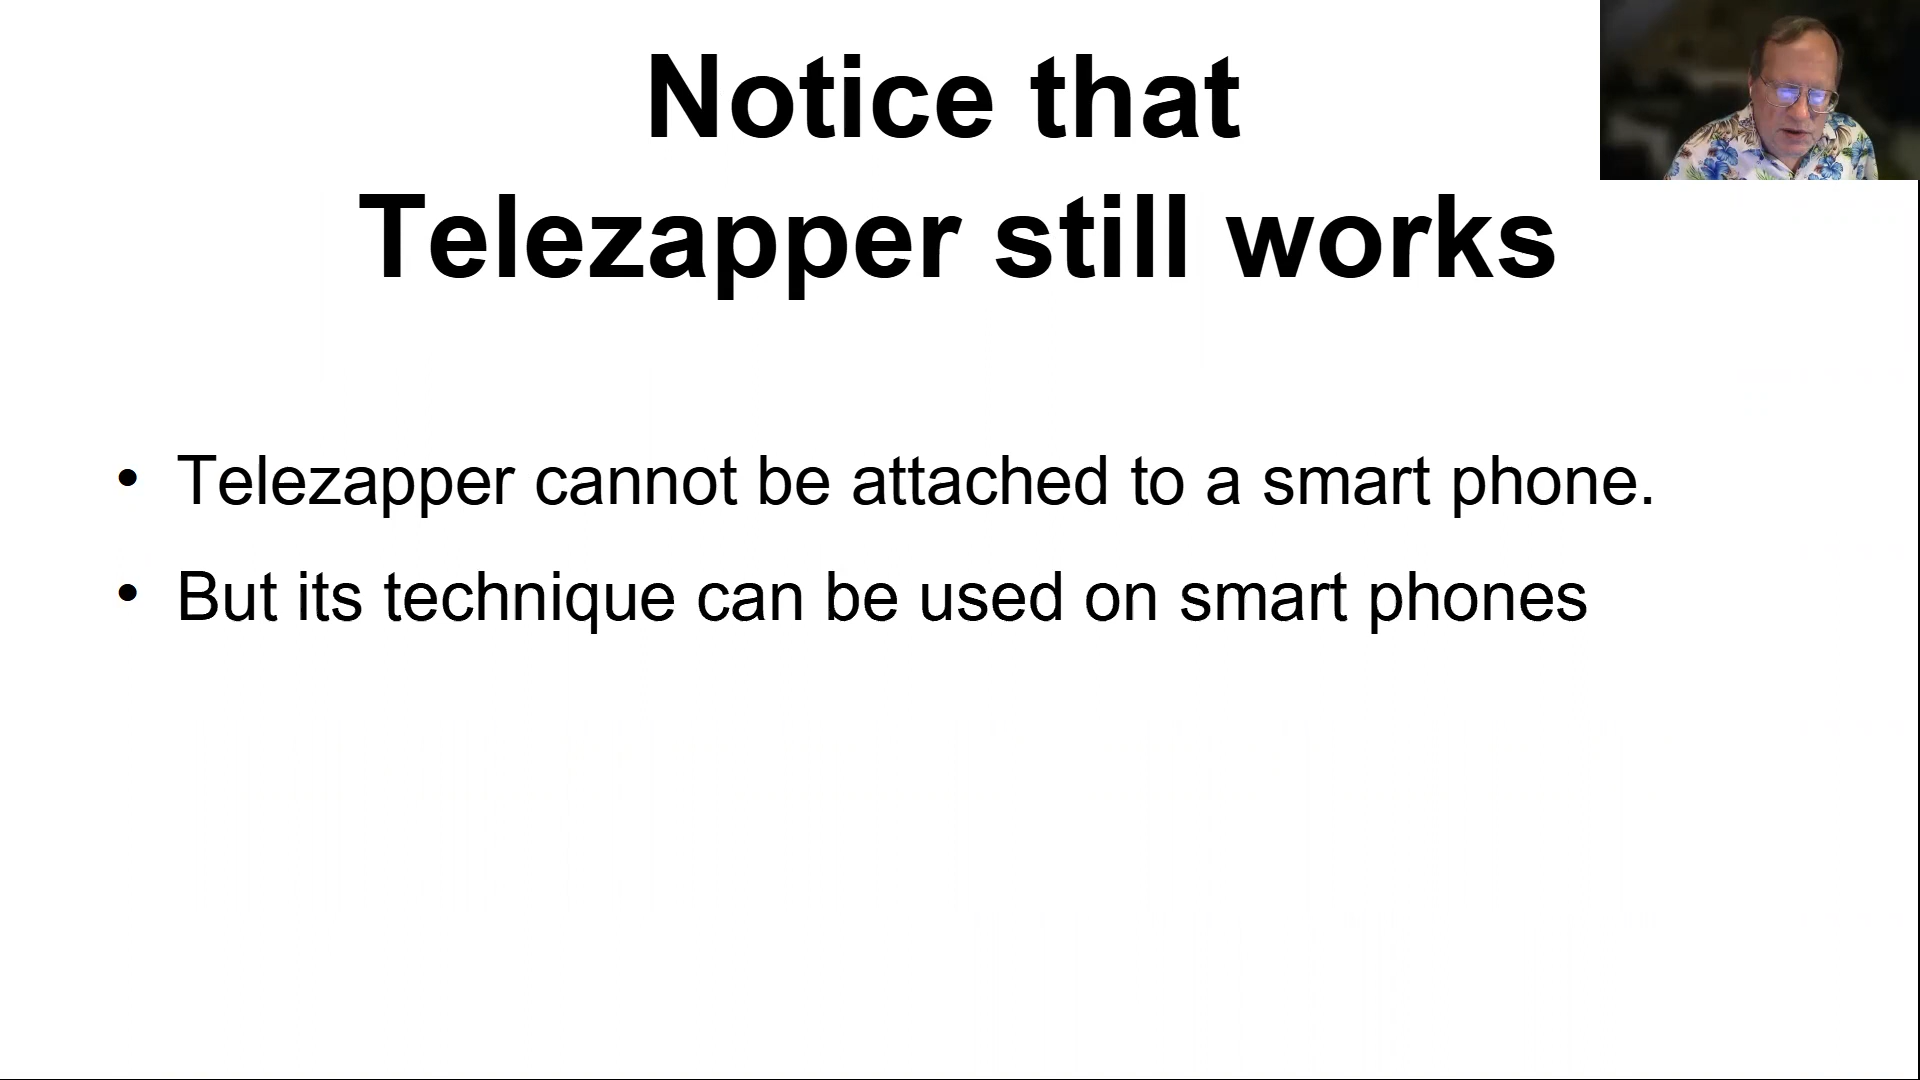 Notice that
Telezapper still works
• Telezapper cannot be attached to a smart phone.
• But its technique can be used on smart phones